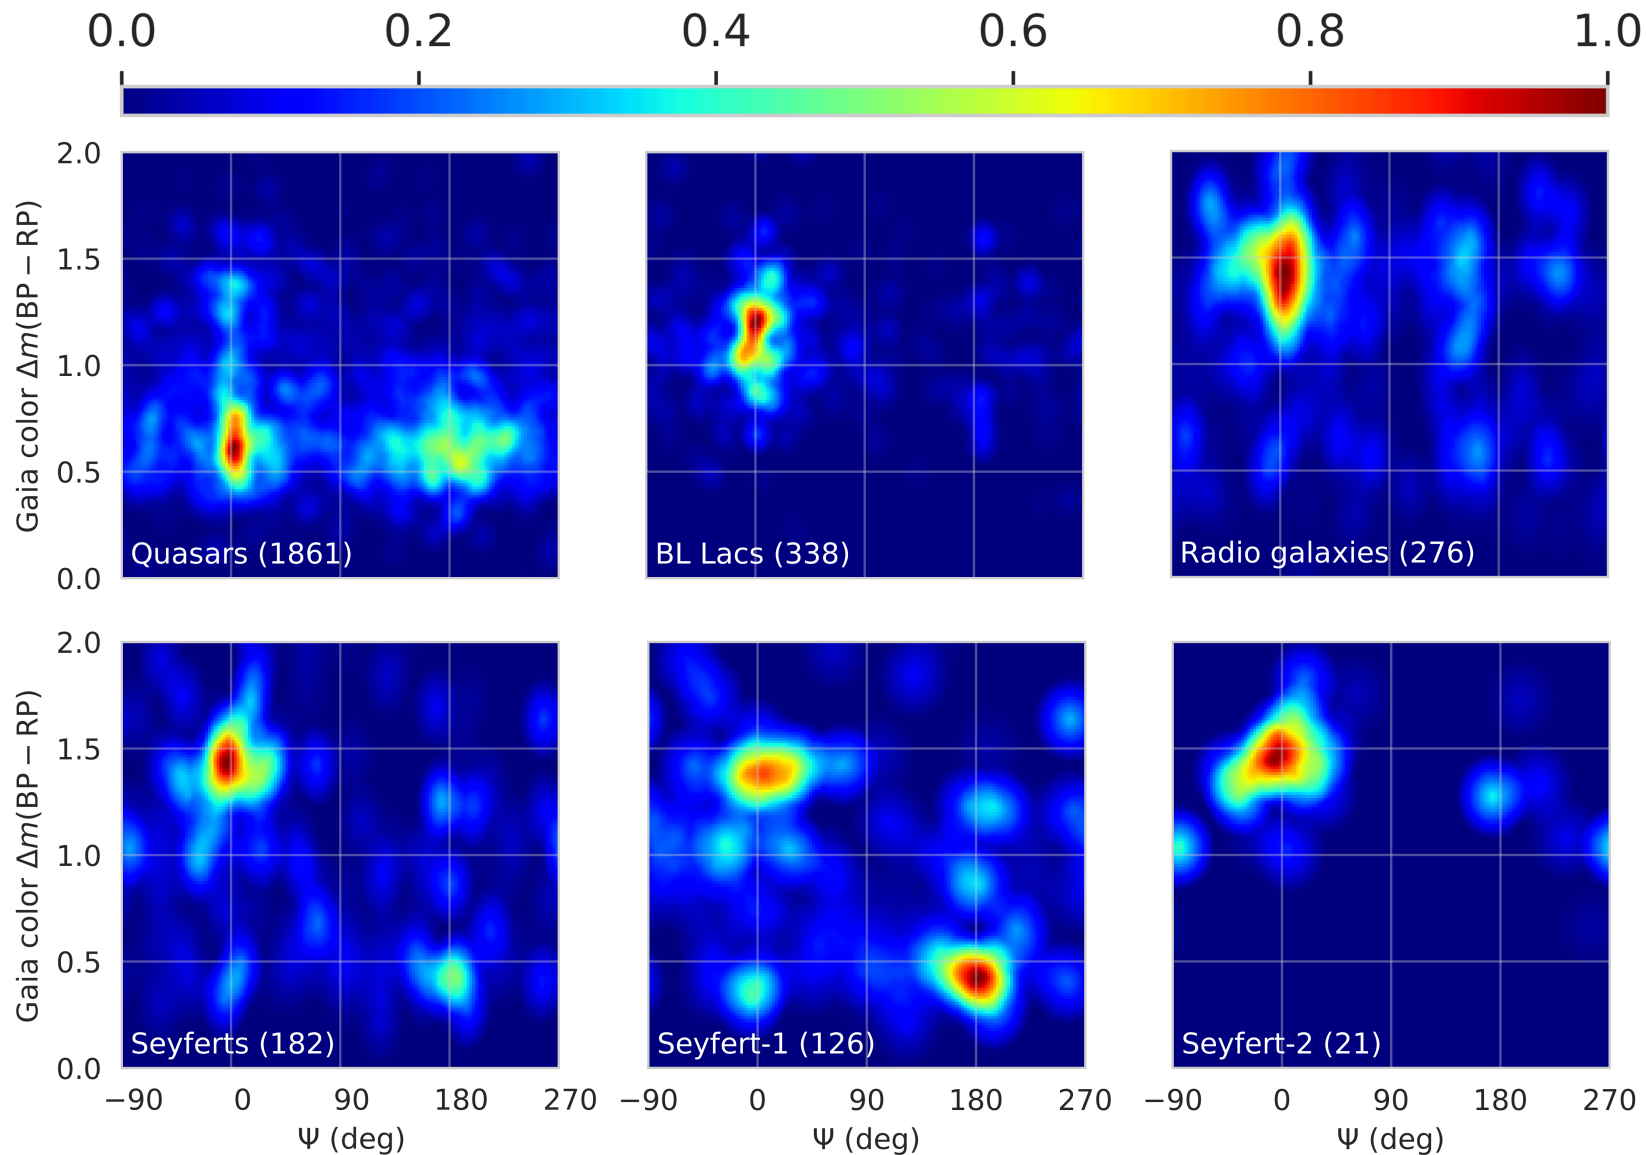 0.0 0.2 0.4 0.6 0.8 1.0
2.0
1.5
1.0
0.5
0.0
Gaia color Δm(BP − RP)
Quasars (1861)
BL Lacs (338)
Radio galaxies (276)
2.0
1.5
1.0
0.5
0.0
Gaia color Δm(BP − RP)
Seyferts (182)
Seyfert-1 (126)
Seyfert-2 (21)
−90 0 90 180 270
−90 0 90 180 270
−90 0 90 180 270
Ψ (deg)
Ψ (deg)
Ψ (deg)